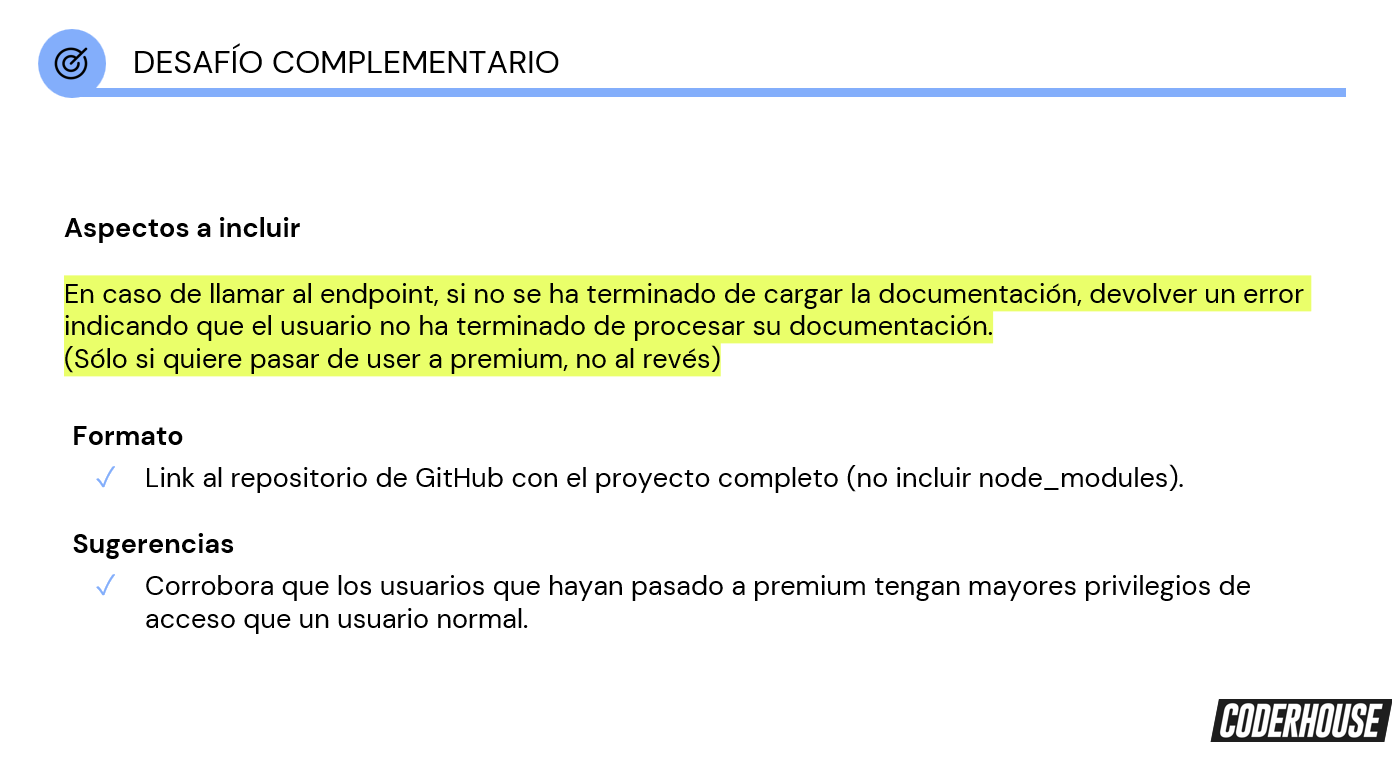 DESAFÍO COMPLEMENTARIO
Aspectos a incluir
En caso de llamar al endpoint, si no se ha terminado de cargar la documentación, devolver un error
indicando que el usuario no ha terminado de procesar su documentación.
(Sólo si quiere pasar de user a premium, no al revés)
Formato
✓ Link al repositorio de GitHub con el proyecto completo (no incluir node_modules).
Sugerencias
✓ Corrobora que los usuarios que hayan pasado a premium tengan mayores privilegios de
acceso que un usuario normal.
CODERHOUSE